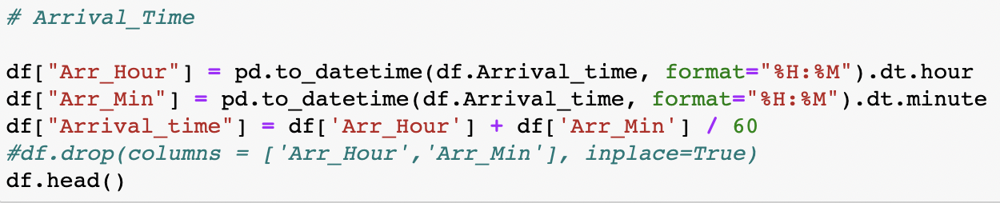 # Arrival_Time
df["Arr_Hour"] = pd.to_datetime(df.Arrival_time, format="%H:%M").dt.hour
df["Arr_Min"] = pd.to_datetime(df.Arrival_time, format="%H:%M").dt.minute
df["Arrival_time"] = df['Arr_Hour'] + df['Arr_Min'] / 60
#df.drop(columns = ['Arr_Hour','Arr_Min'], inplace=True)
df.head()